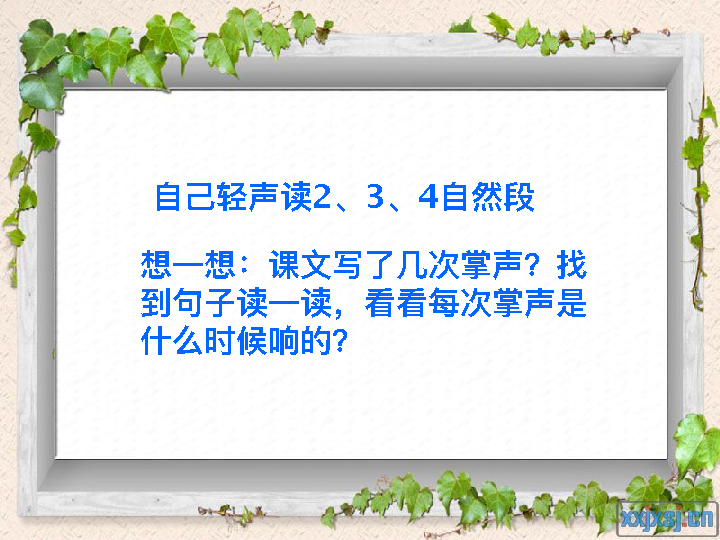 自己轻声读2、3、4自然段
想一想：课文写了几次掌声？找
到句子读一读，看看每次掌声是
什么时候响的？
xxjxsj.cn